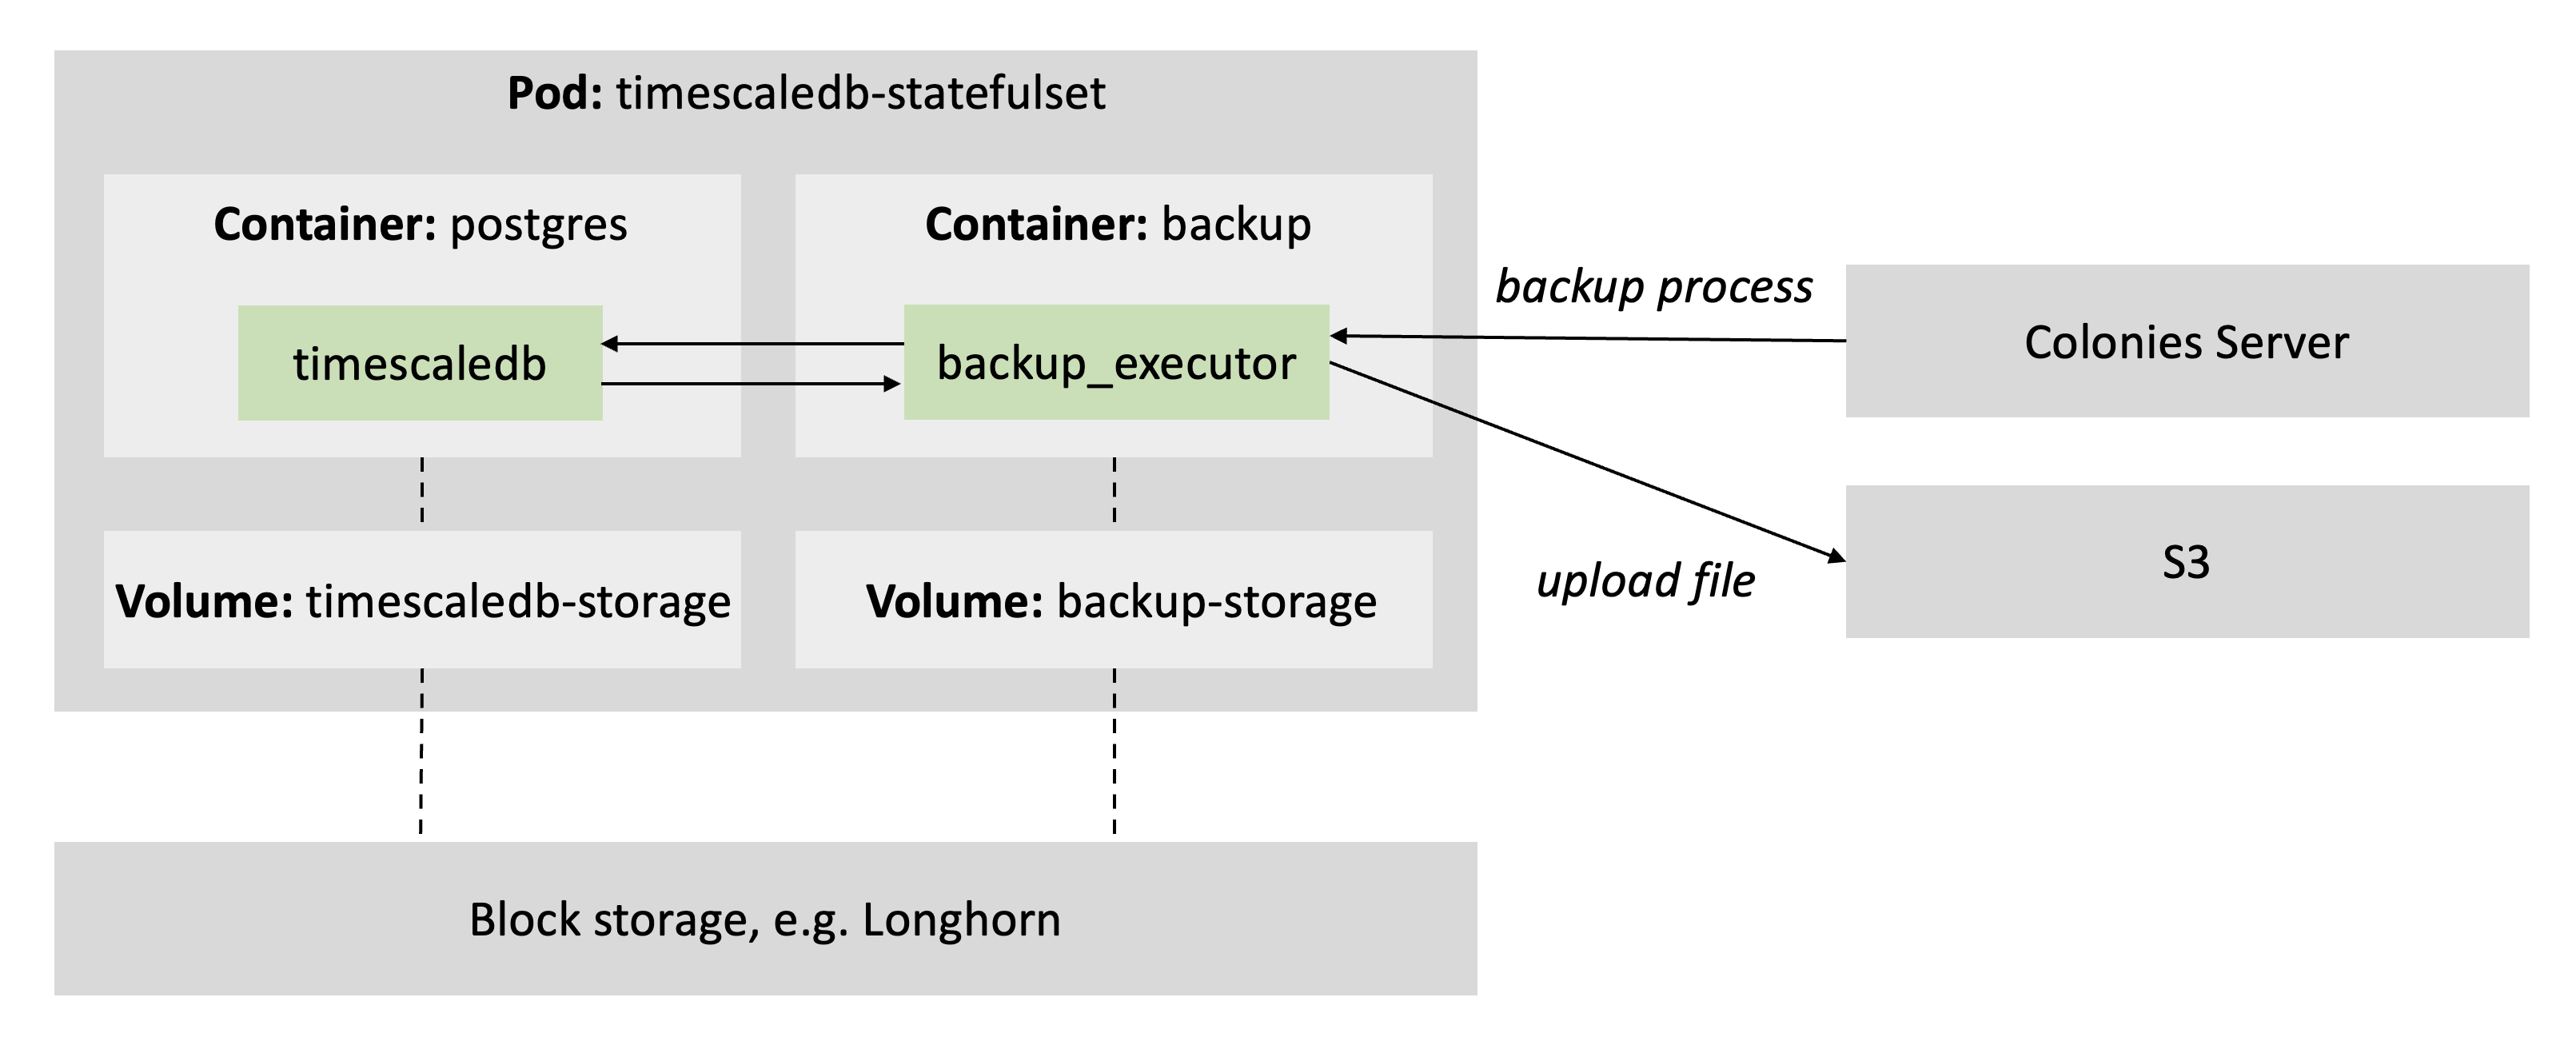 Pod: timescaledb-statefulset
Container: postgres
Container: backup
timescaledb
backup_executor
backup process
Colonies Server
upload file
S3
Volume: timescaledb-storage
Volume: backup-storage
Block storage, e.g. Longhorn